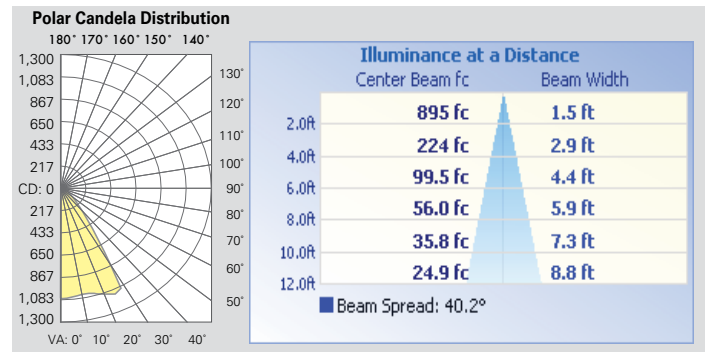 Polar Candela Distribution
180° 170° 160° 150° 140°
1,300
1,083
867
650
433
217
CD: 0
217
433
650
867
1,083
1,300
130°
120°
110°
100°
90°
80°
70°
60°
50°
VA: 0° 10° 20° 30° 40°
Illuminance at a Distance
Center Beam fc Beam Width
2.0ft 895 fc 1.5 ft
4.0ft 224 fc 2.9 ft
6.0ft 99.5 fc 4.4 ft
8.0ft 56.0 fc 5.9 ft
10.0ft 35.8 fc 7.3 ft
12.0ft 24.9 fc 8.8 ft
Beam Spread: 40.2°